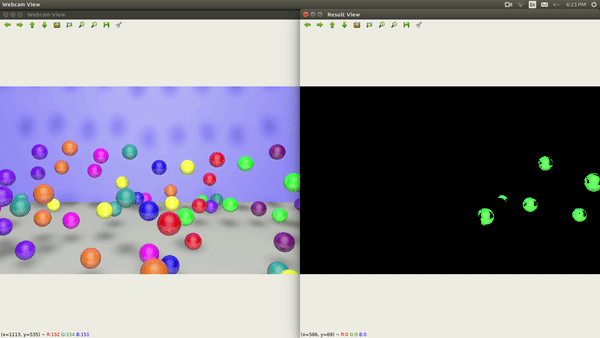 Webcam View
En
6:23 PM
Webcam View
Result View
(x=1113, y=535) ~ R:152 G:154 B:151
(x=586, y=69) ~ R:0 G:0 B:0